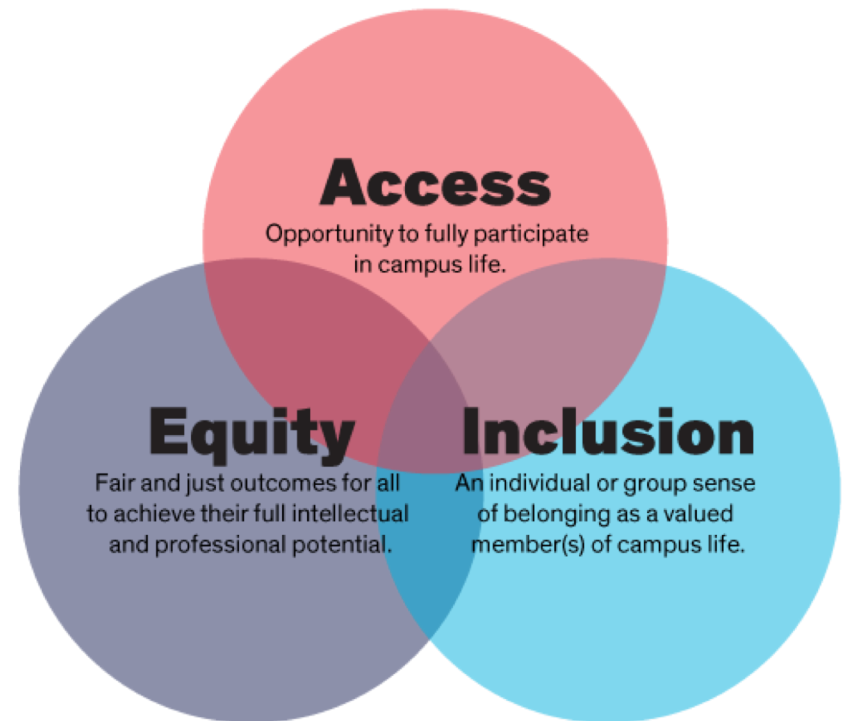 Access
Opportunity to fully participate
in campus life.
Equity
Fair and just outcomes for all
to achieve their full intellectual
and professional potential.
Inclusion
An individual or group sense
of belonging as a valued
member(s) of campus life.